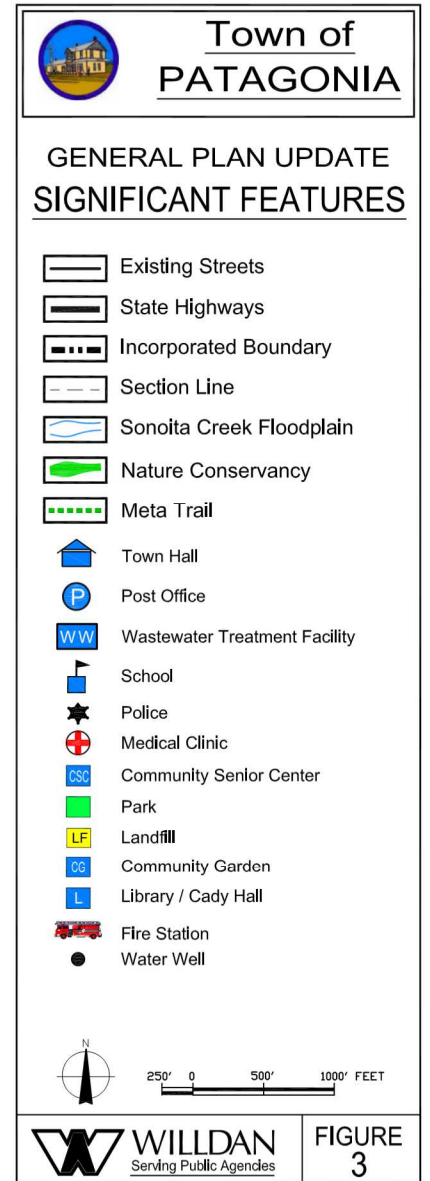 Town of
PATAGONIA
GENERAL PLAN UPDATE
SIGNIFICANT FEATURES
Existing Streets
State Highways
Incorporated Boundary
Section Line
Sonoita Creek Floodplain
Nature Conservancy
Meta Trail
Town Hall
P Post Office
WW Wastewater Treatment Facility
School
Police
Medical Clinic
CSC Community Senior Center
Park
LF Landfill
CG Community Garden
L Library / Cady Hall
Fire Station
Water Well
N
250' 0 500' 1000' FEET
WILLDAN
Serving Public Agencies
FIGURE
3